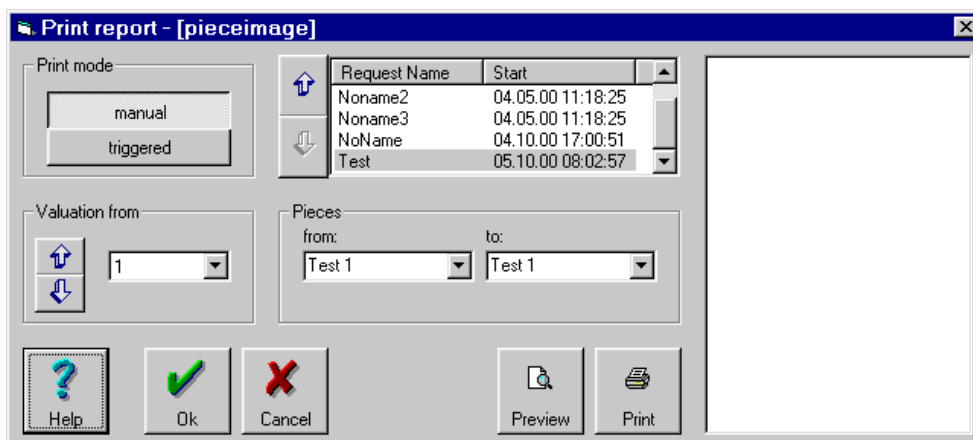 Print report - [pieceimage]
Print mode
manual
triggered
Request Name Start
Noname2 04.05.00 11:18:25
Noname3 04.05.00 11:18:25
NoName 04.10.00 17:00:51
Test 05.10.00 08:02:57
Valuation from
1
Pieces
from: to:
Test 1 Test 1
Help Ok Cancel Preview Print